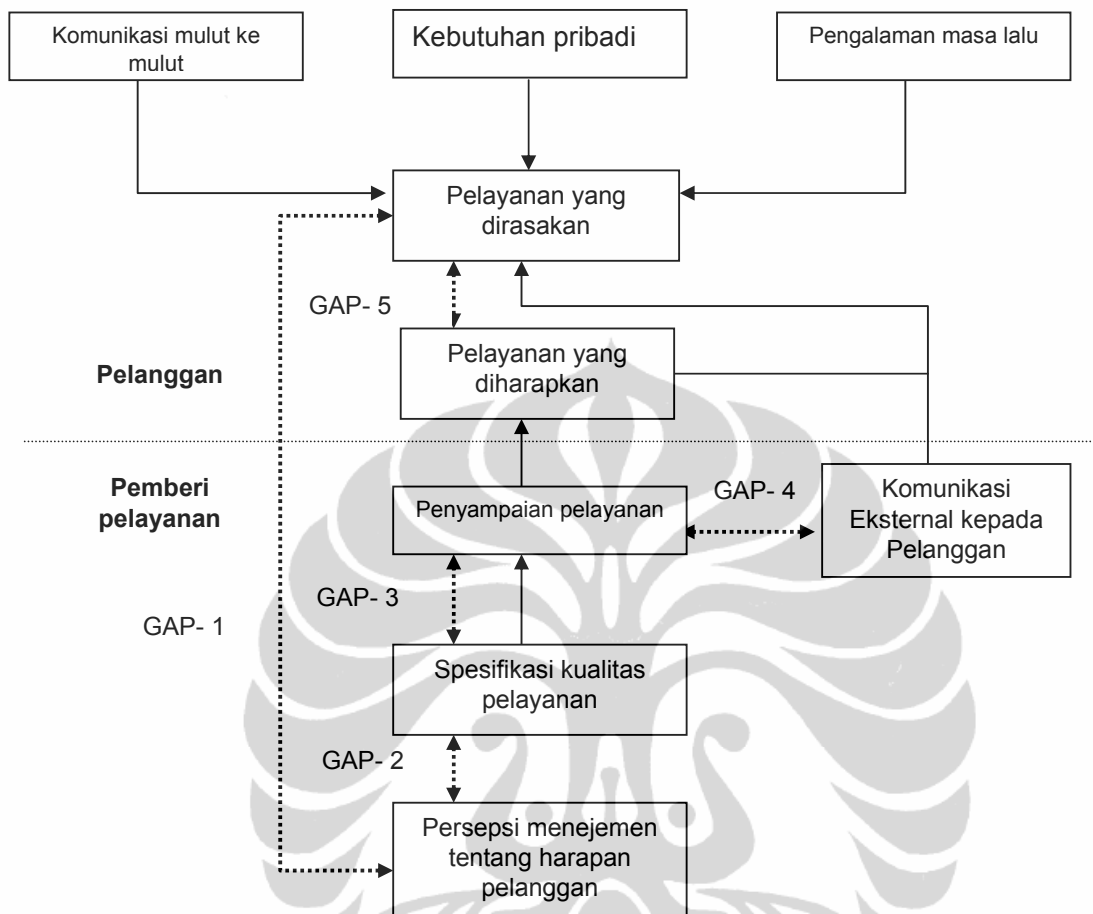 Komunikasi mulut ke
mulut
Kebutuhan pribadi
Pengalaman masa lalu
Pelayanan yang
dirasakan
GAP- 5
Pelayanan yang
diharapkan
Pelanggan
Pemberi
pelayanan
Penyampaian pelayanan
GAP- 4
Komunikasi
Eksternal kepada
Pelanggan
GAP- 3
GAP- 1
Spesifikasi kualitas
pelayanan
GAP- 2
Persepsi menejemen
tentang harapan
pelanggan